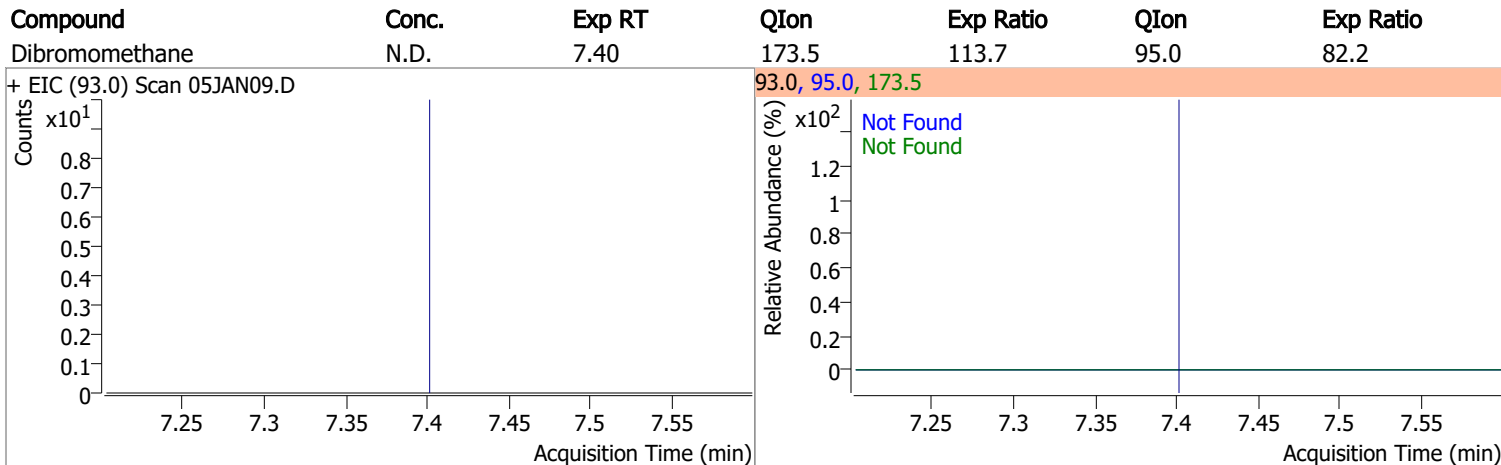 Compound Conc. Exp RT QIon Exp Ratio QIon Exp Ratio
Dibromomethane N.D. 7.40 173.5 113.7 95.0 82.2
+ EIC (93.0) Scan 05JAN09.D
Counts
x10¹
0.8
0.7
0.6
0.5
0.4
0.3
0.2
0.1
0
7.25 7.3 7.35 7.4 7.45 7.5 7.55
Acquisition Time (min)
93.0, 95.0, 173.5
Relative Abundance (%)
x10²
Not Found
Not Found
1.2
1
0.8
0.6
0.4
0.2
0
7.25 7.3 7.35 7.4 7.45 7.5 7.55
Acquisition Time (min)